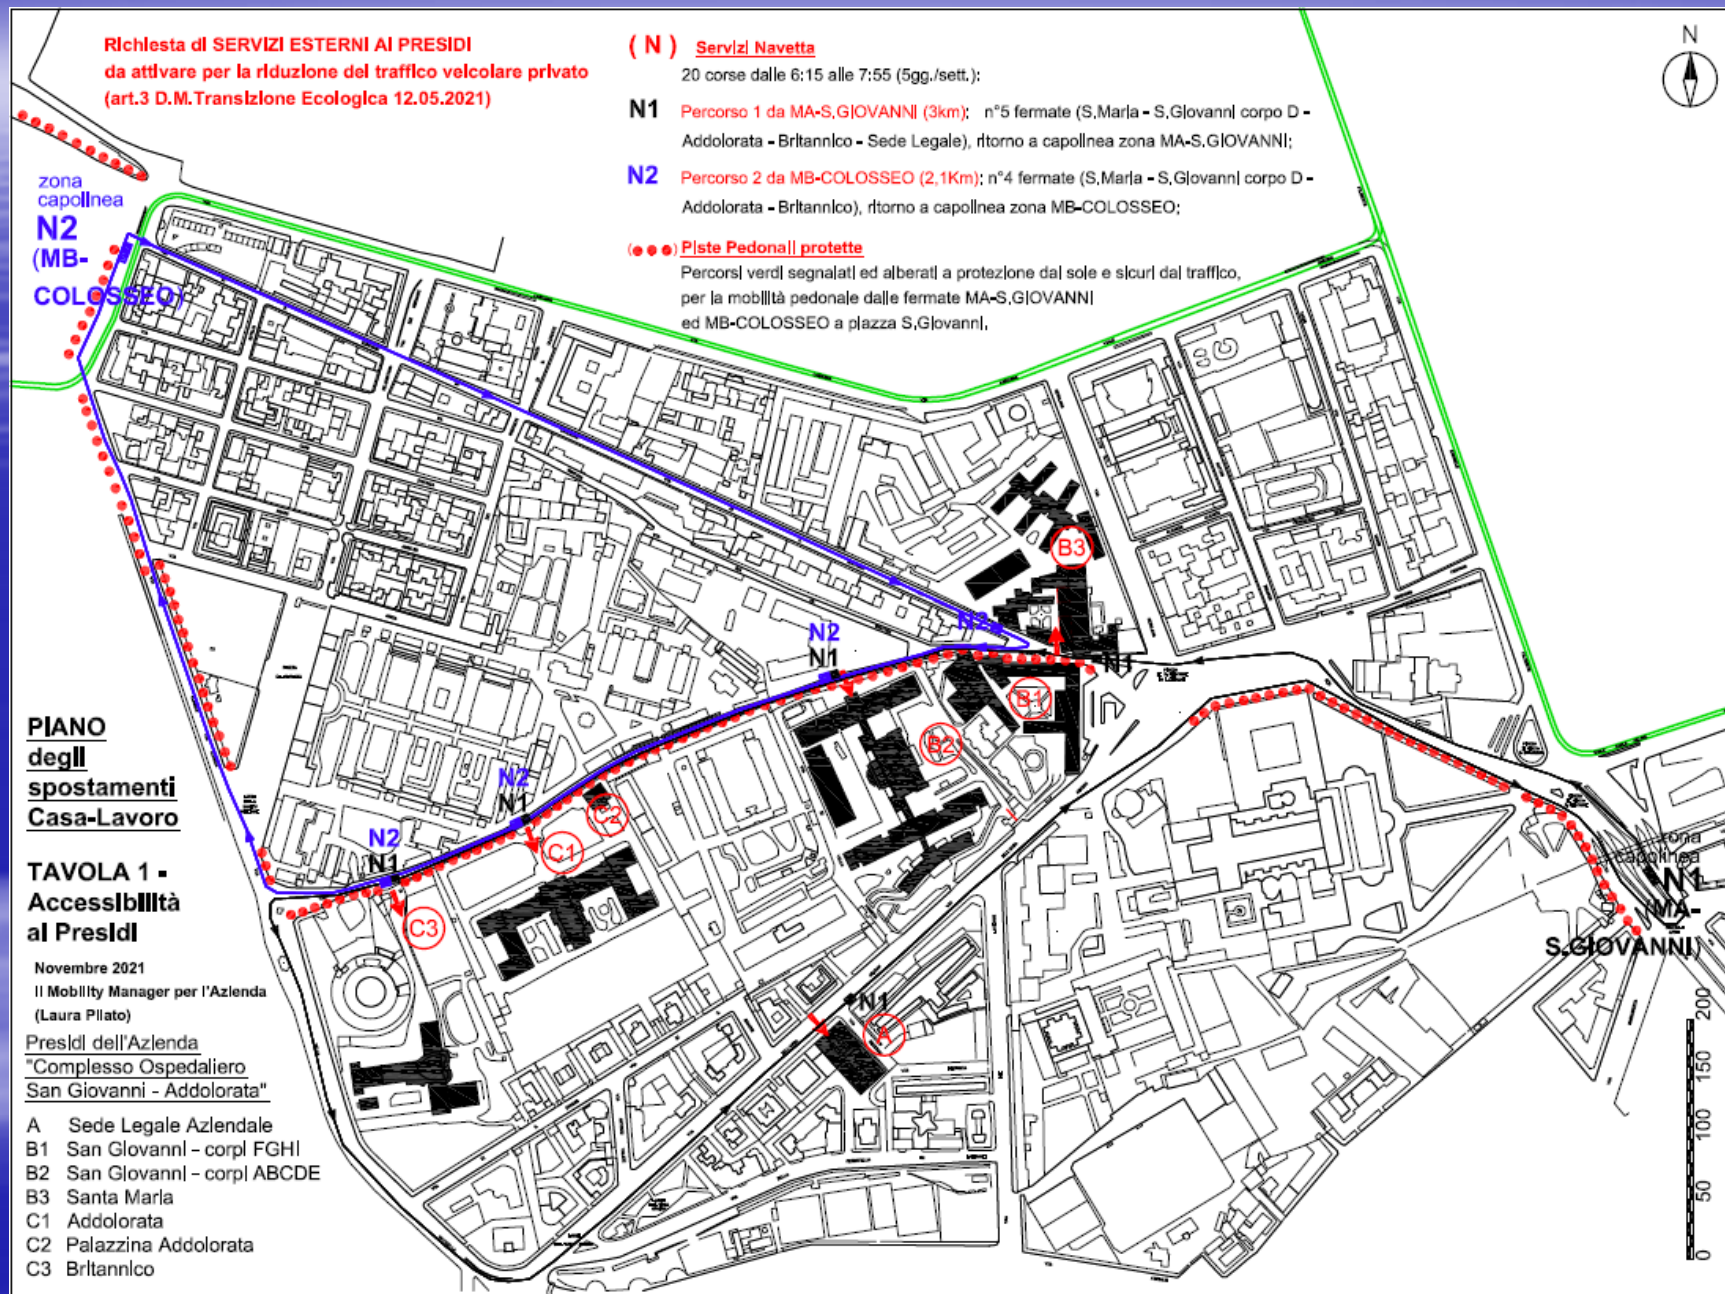 Richiesta di SERVIZI ESTERNI AI PRESIDI
da attivare per la riduzione del traffico veicolare privato
(art.3 D.M.Transizione Ecologica 12.05.2021)
( N ) Servizi Navetta
20 corse dalle 6:15 alle 7:55 (5gg./sett.):
N1 Percorso 1 da MA-S.GIOVANNI (3km); n°5 fermate (S.Maria - S.Giovanni corpo D -
Addolorata - Britannico - Sede Legale), ritorno a capolinea zona MA-S.GIOVANNI;
N2 Percorso 2 da MB-COLOSSEO (2,1Km); n°4 fermate (S.Maria - S.Giovanni corpo D -
Addolorata - Britannico), ritorno a capolinea zona MB-COLOSSEO;
Piste Pedonali protette
Percorsi verdi segnalati ed alberati a protezione dal sole e sicuri dal traffico,
per la mobilità pedonale dalle fermate MA-S.GIOVANNI
ed MB-COLOSSEO a piazza S.Giovanni.
N
zona
capolinea
N2
(MB-
COLOSSEO)
B3
N2
N2
N1
N1
B1
B2
N2
N1
C2
C1
N2
N1
C3
N1
A
zona
capolinea
N1
(MA-
S.GIOVANNI)
PIANO
degli
spostamenti
Casa-Lavoro
TAVOLA 1 -
Accessibilità
ai Presidi
Novembre 2021
Il Mobility Manager per l'Azienda
(Laura Pilato)
Presidi dell'Azienda
"Complesso Ospedaliero
San Giovanni - Addolorata"
A Sede Legale Aziendale
B1 San Giovanni - corpi FGHI
B2 San Giovanni - corpi ABCDE
B3 Santa Maria
C1 Addolorata
C2 Palazzina Addolorata
C3 Britannico
200
150
100
50
0